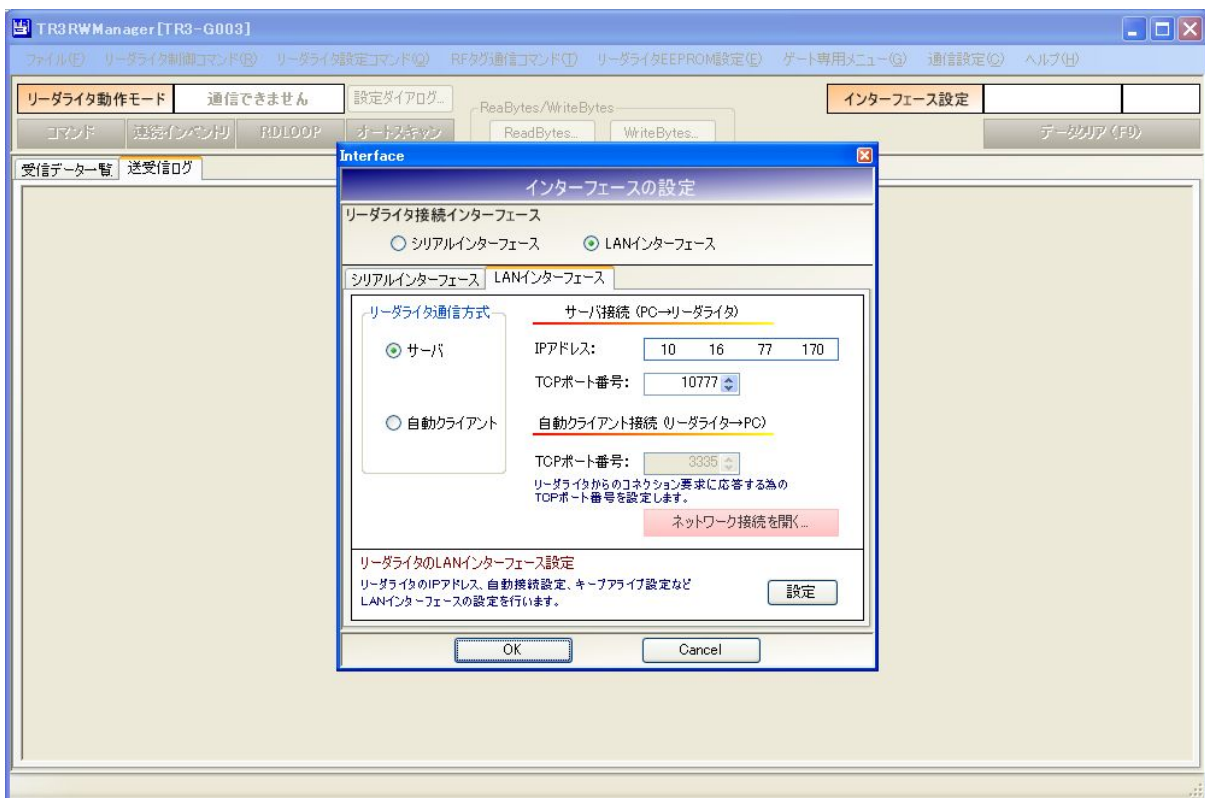 TR3RWManager[TR3-G003]
ファイル(F) リーダライタ制御コマンド(R) リーダライタ設定コマンド(Q) RFタグ通信コマンド(T) リーダライタEEPROM設定(E) ゲート専用メニュー(G) 通信設定(C) ヘルプ(H)
リーダライタ動作モード 通信できません 設定ダイアログ... ReaBytes/WriteBytes インターフェース設定
コマンド 連続インベントリ RDLOOP オートスキャン ReadBytes... WriteBytes... データクリア(F9)
受信データ一覧 送受信ログ
Interface
インターフェースの設定
リーダライタ接続インターフェース
シリアルインターフェース LANインターフェース
シリアルインターフェース LANインターフェース
リーダライタ通信方式 サーバ接続 (PC→リーダライタ)
サーバ IPアドレス: 10 16 77 170
TCPポート番号: 10777
自動クライアント 自動クライアント接続 (リーダライタ→PC)
TCPポート番号: 3335
リーダライタからのコネクション要求に応答する為の
TCPポート番号を設定します。
ネットワーク接続を開く...
リーダライタのLANインターフェース設定
リーダライタのIPアドレス、自動接続設定、キープアライブ設定など
LANインターフェースの設定を行います。
設定
OK Cancel